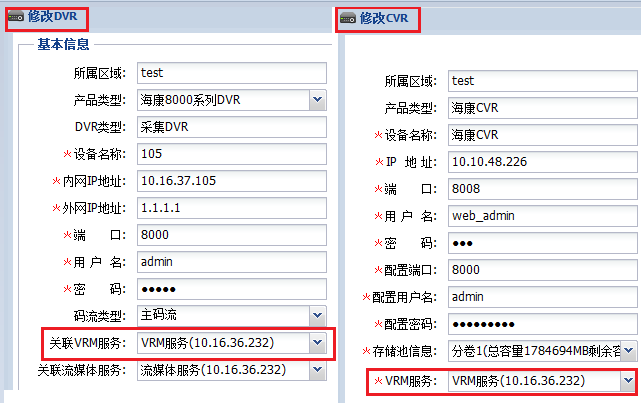 修改DVR
基本信息
所属区域: test
产品类型: 海康8000系列DVR
DVR类型: 采集DVR
*设备名称: 105
*内网IP地址: 10.16.37.105
*外网IP地址: 1.1.1.1
*端 口: 8000
*用 户 名: admin
*密 码: ●●●●●
码流类型: 主码流
关联VRM服务: VRM服务(10.16.36.232)
关联流媒体服务: 流媒体服务(10.16.36.232)
修改CVR
所属区域: test
产品类型: 海康CVR
*设备名称: 海康CVR
*IP 地 址: 10.10.48.226
*端 口: 8008
*用 户 名: web_admin
*密 码: ●●●
*配置端口: 8000
*配置用户名: admin
*配置密码: ●●●●●●●●●
*存储池信息: 分卷1(总容量1784694MB剩余容
*VRM服务: VRM服务(10.16.36.232)